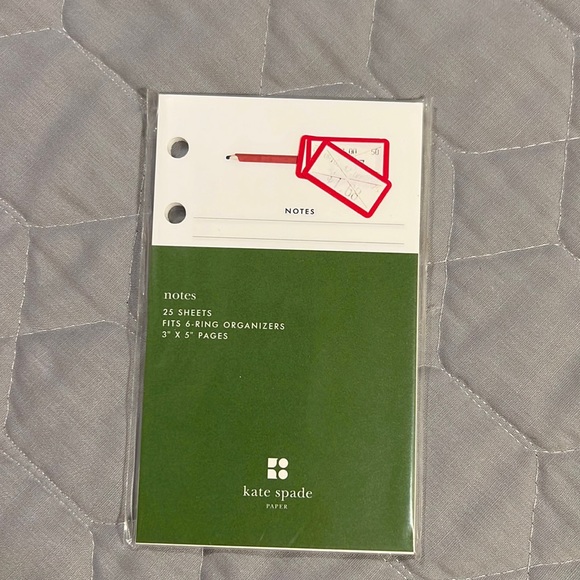 NOTES
notes
25 SHEETS
FITS 6-RING ORGANIZERS
3" X 5" PAGES
kate spade
PAPER